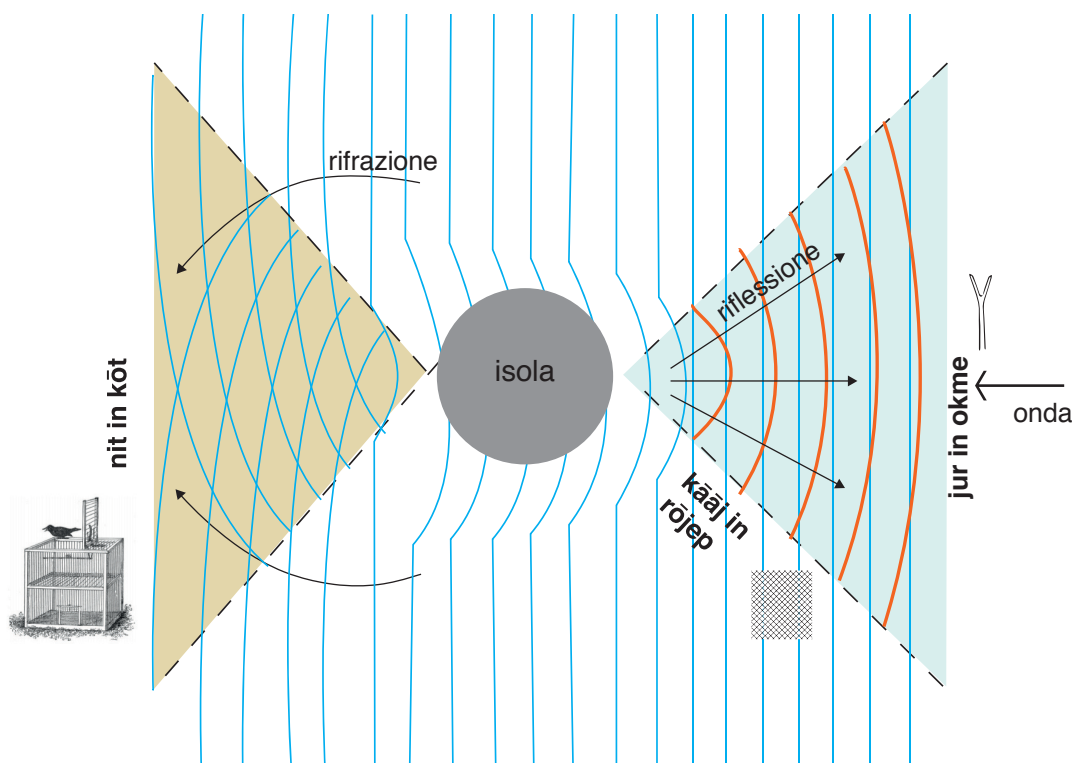 rifrazione
riflessione
isola
nit in kōt
jur in okme
onda
kāāj in
rōjep